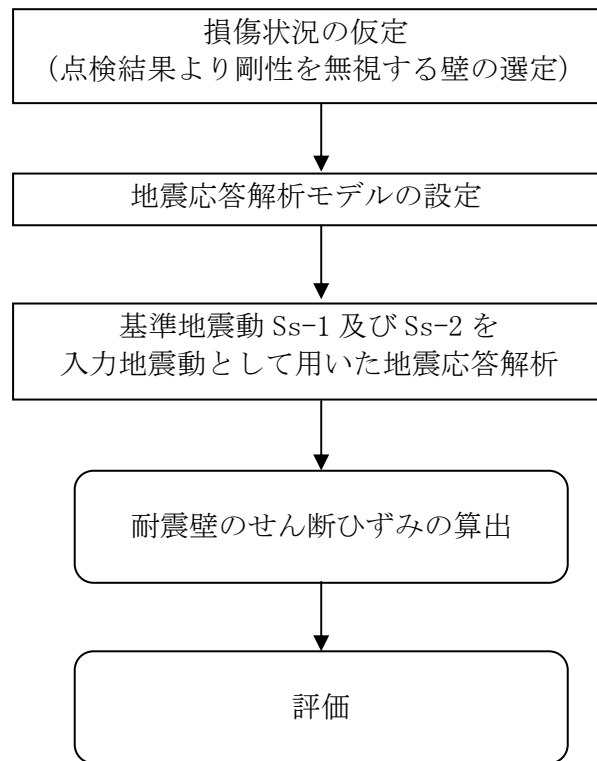 損傷状況の仮定
(点検結果より剛性を無視する壁の選定)
地震応答解析モデルの設定
基準地震動 Ss-1 及び Ss-2 を
入力地震動として用いた地震応答解析
耐震壁のせん断ひずみの算出
評価